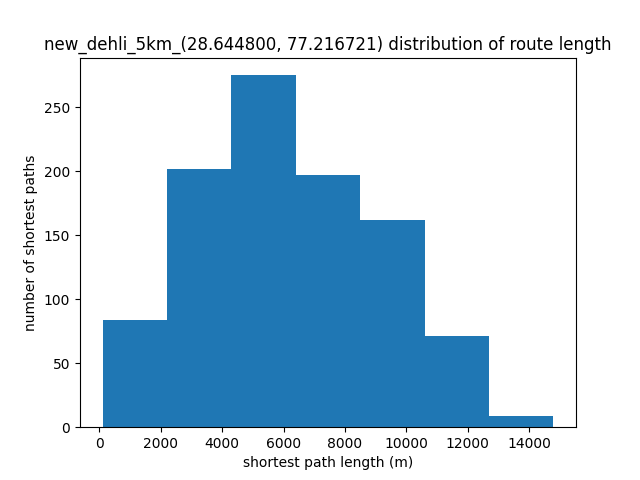 new_dehli_5km_(28.644800, 77.216721) distribution of route length
number of shortest paths
250
200
150
100
50
0
0 2000 4000 6000 8000 10000 12000 14000
shortest path length (m)